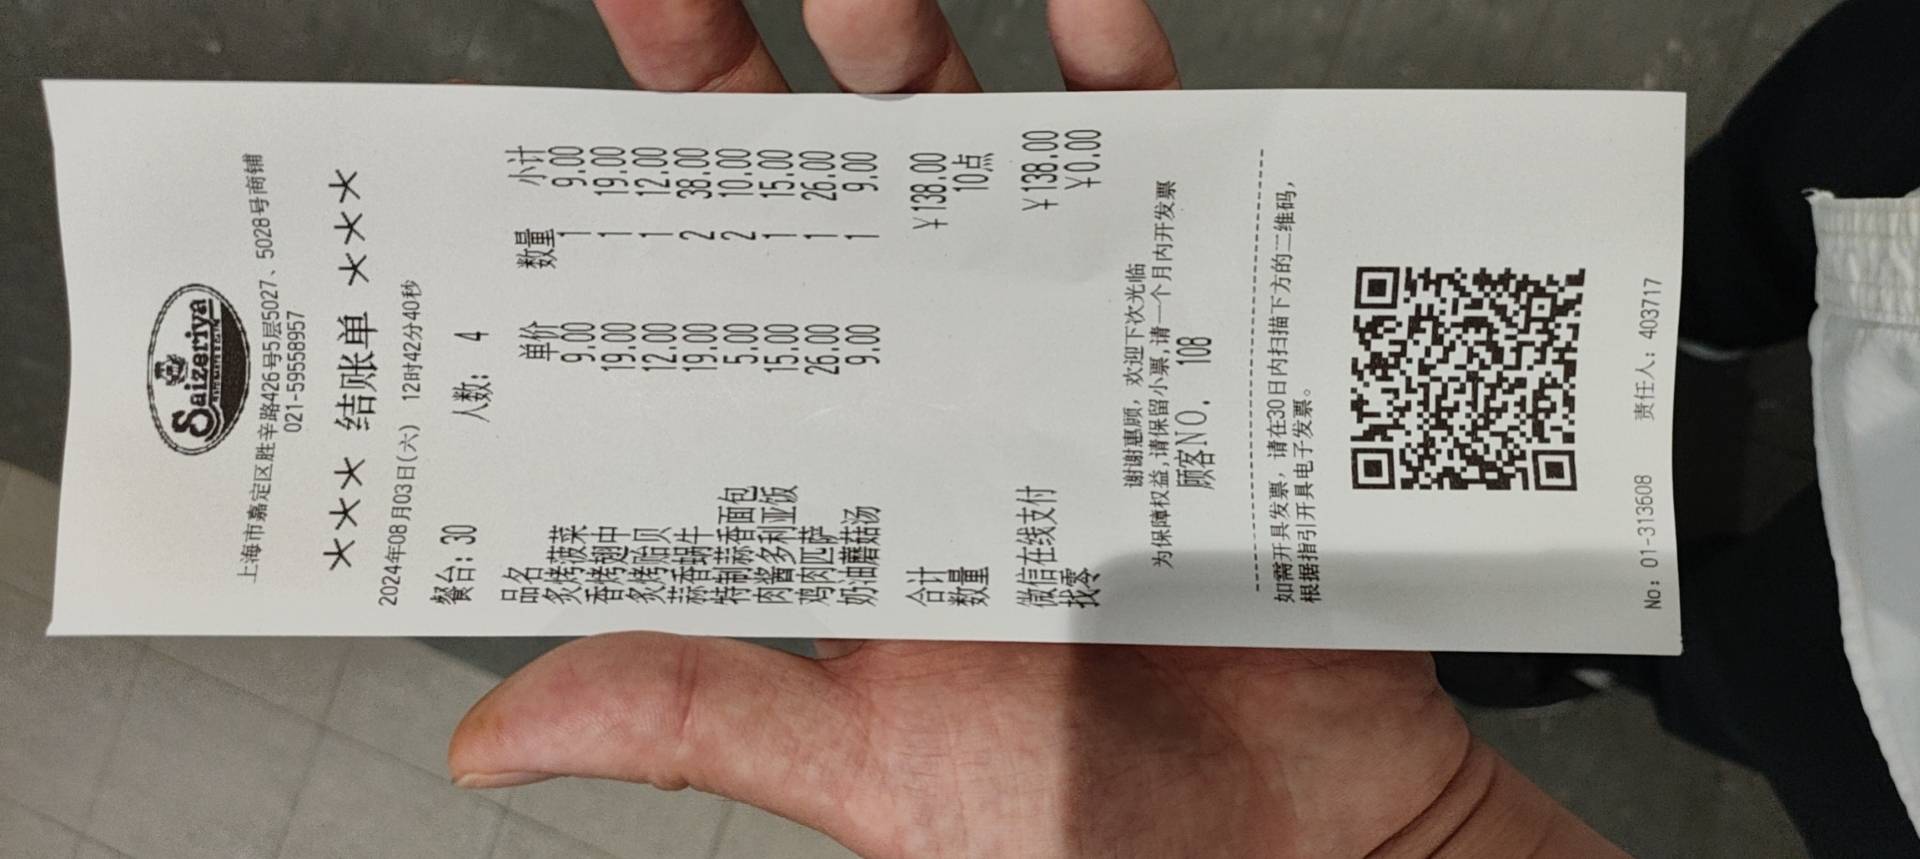 Saizeriya
上海市嘉定区胜辛路426号5层5027、5028号商铺
021-59558957
*** 结账单 ***
2024年08月03日(六) 12时42分40秒
餐台: 30 人数: 4
品名 单价 数量 小计
炙烤菠菜 9.00 1 9.00
香烤翅中 19.00 1 19.00
炙烤贻贝 12.00 1 12.00
蒜香蜗牛 19.00 2 38.00
特制蒜香面包 5.00 2 10.00
肉酱多利亚饭 15.00 1 15.00
鸡肉匹萨 26.00 1 26.00
奶油蘑菇汤 9.00 1 9.00
合计 ¥138.00
数量 10点
微信在线支付 ¥138.00
找零 ¥0.00
谢谢惠顾, 欢迎下次光临
为保障权益,请保留小票,请一个月内开发票
顾客NO. 108
如需开具发票, 请在30日内扫描下方的二维码,
根据指引开具电子发票。
No: 01-313608 责任人: 403717